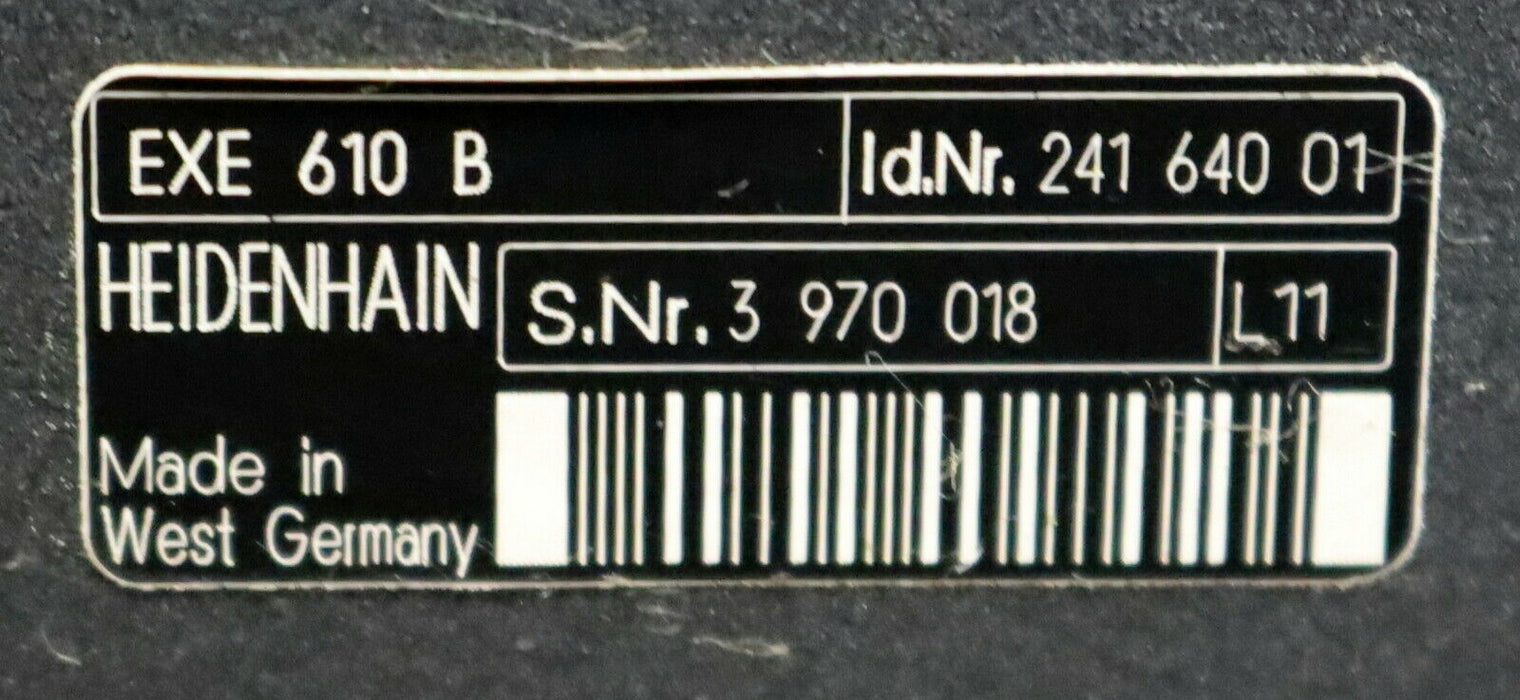 EXE 610 B Id.Nr. 241 640 01
HEIDENHAIN S.Nr. 3 970 018 L11
Made in
West Germany